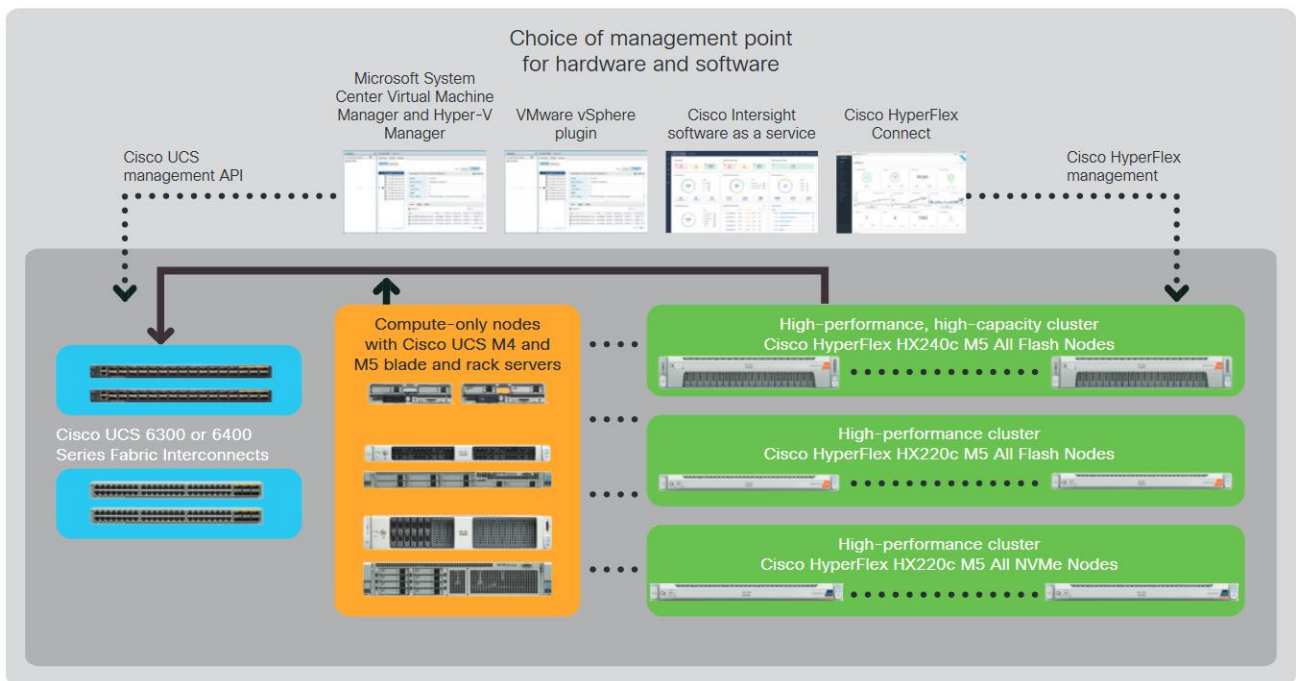 Choice of management point
for hardware and software
Microsoft System
Center Virtual Machine
Manager and Hyper-V
Manager
VMware vSphere
plugin
Cisco Intersight
software as a service
Cisco HyperFlex
Connect
Cisco UCS
management API
Cisco HyperFlex
management
Compute-only nodes
with Cisco UCS M4 and
M5 blade and rack servers
High-performance, high-capacity cluster
Cisco HyperFlex HX240c M5 All Flash Nodes
Cisco UCS 6300 or 6400
Series Fabric Interconnects
High-performance cluster
Cisco HyperFlex HX220c M5 All Flash Nodes
High-performance cluster
Cisco HyperFlex HX220c M5 All NVMe Nodes